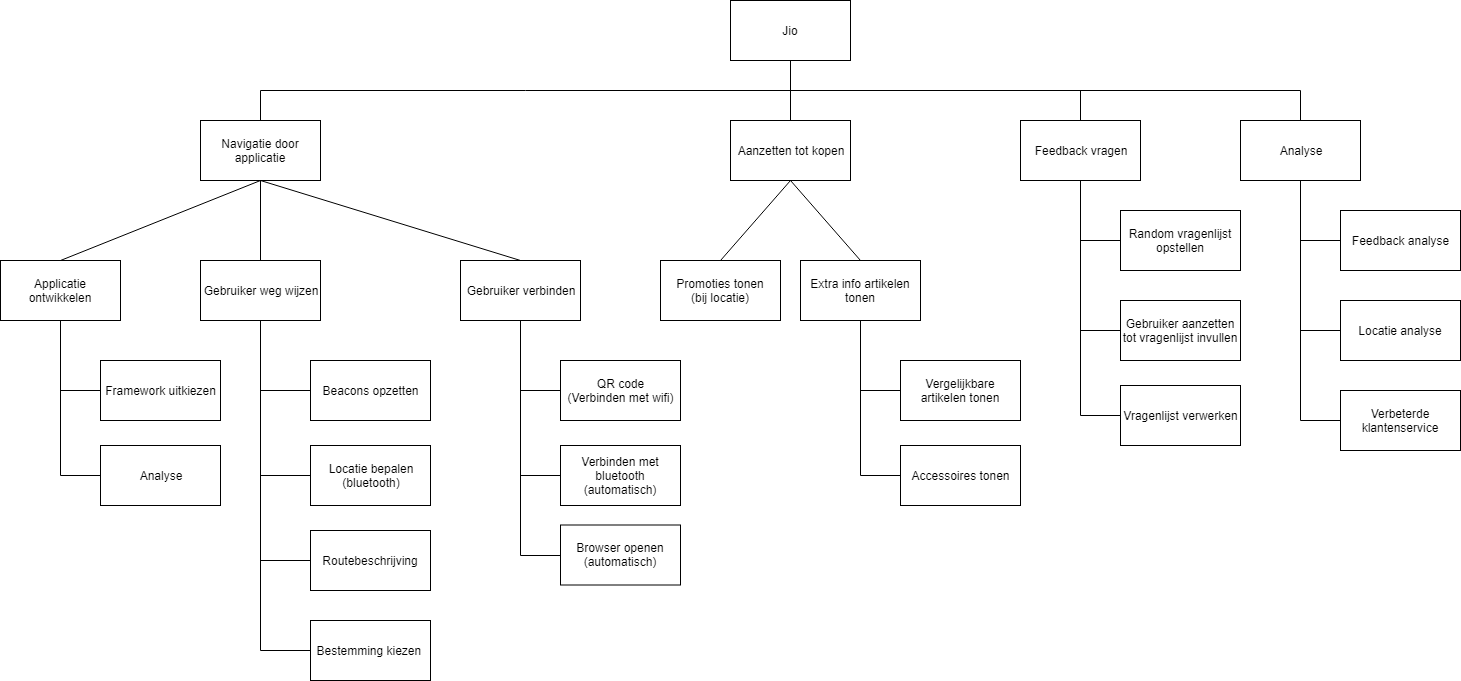 Jio
Navigatie door
applicatie
Aanzetten tot kopen
Feedback vragen
Analyse
Applicatie
ontwikkelen
Framework uitkiezen
Analyse
Gebruiker weg wijzen
Beacons opzetten
Locatie bepalen
(bluetooth)
Routebeschrijving
Bestemming kiezen
Gebruiker verbinden
QR code
(Verbinden met wifi)
Verbinden met
bluetooth
(automatisch)
Browser openen
(automatisch)
Promoties tonen
(bij locatie)
Extra info artikelen
tonen
Vergelijkbare
artikelen tonen
Accessoires tonen
Random vragenlijst
opstellen
Gebruiker aanzetten
tot vragenlijst invullen
Vragenlijst verwerken
Feedback analyse
Locatie analyse
Verbeterde
klantenservice